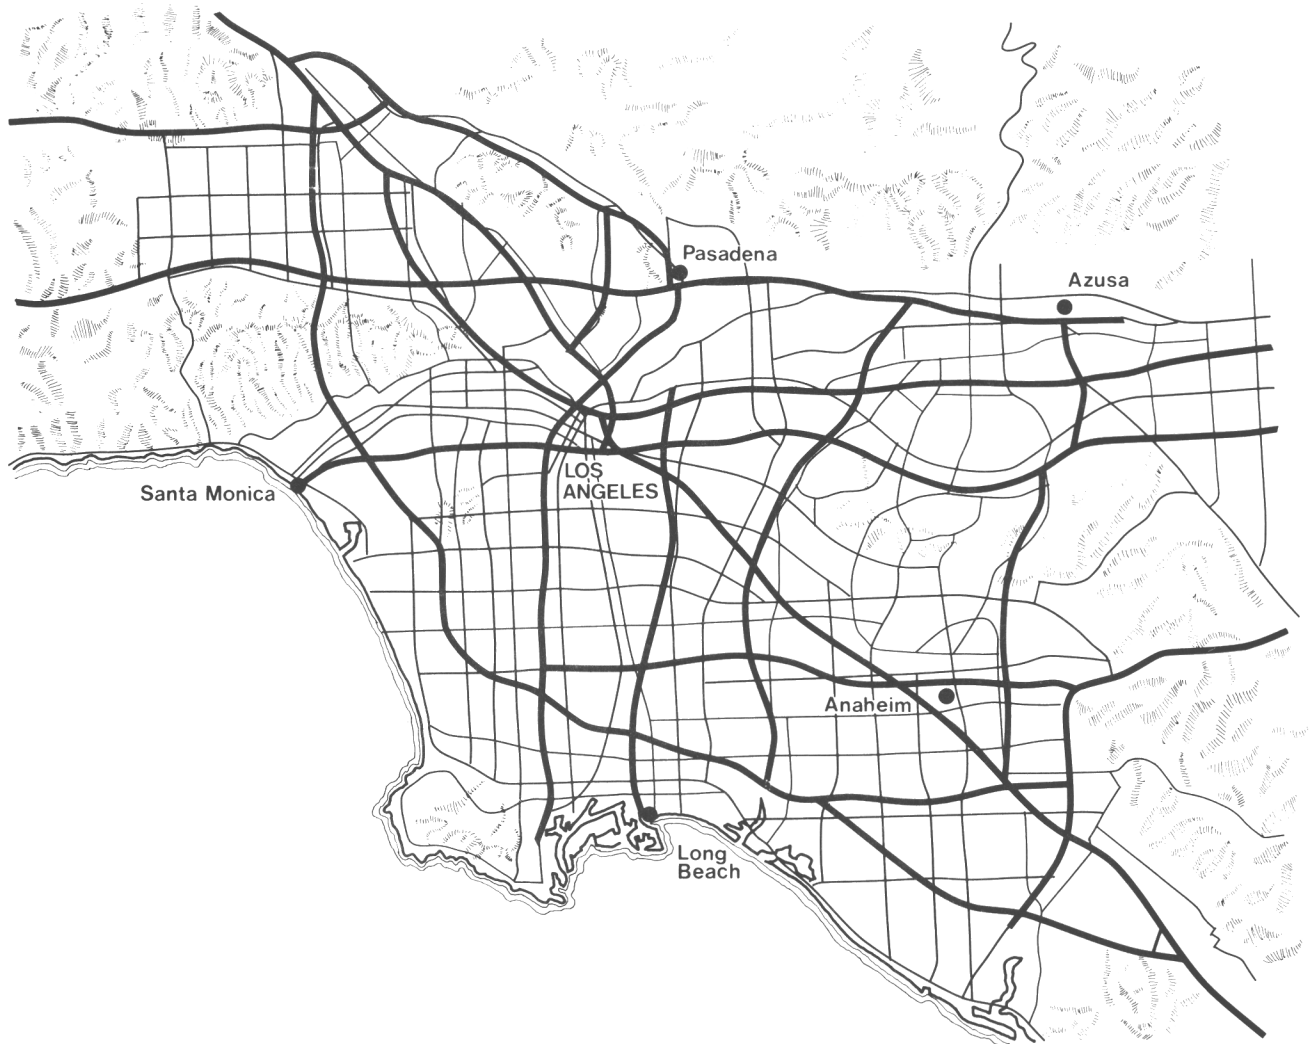 Pasadena
Azusa
Santa Monica
LOS
ANGELES
Anaheim
Long
Beach